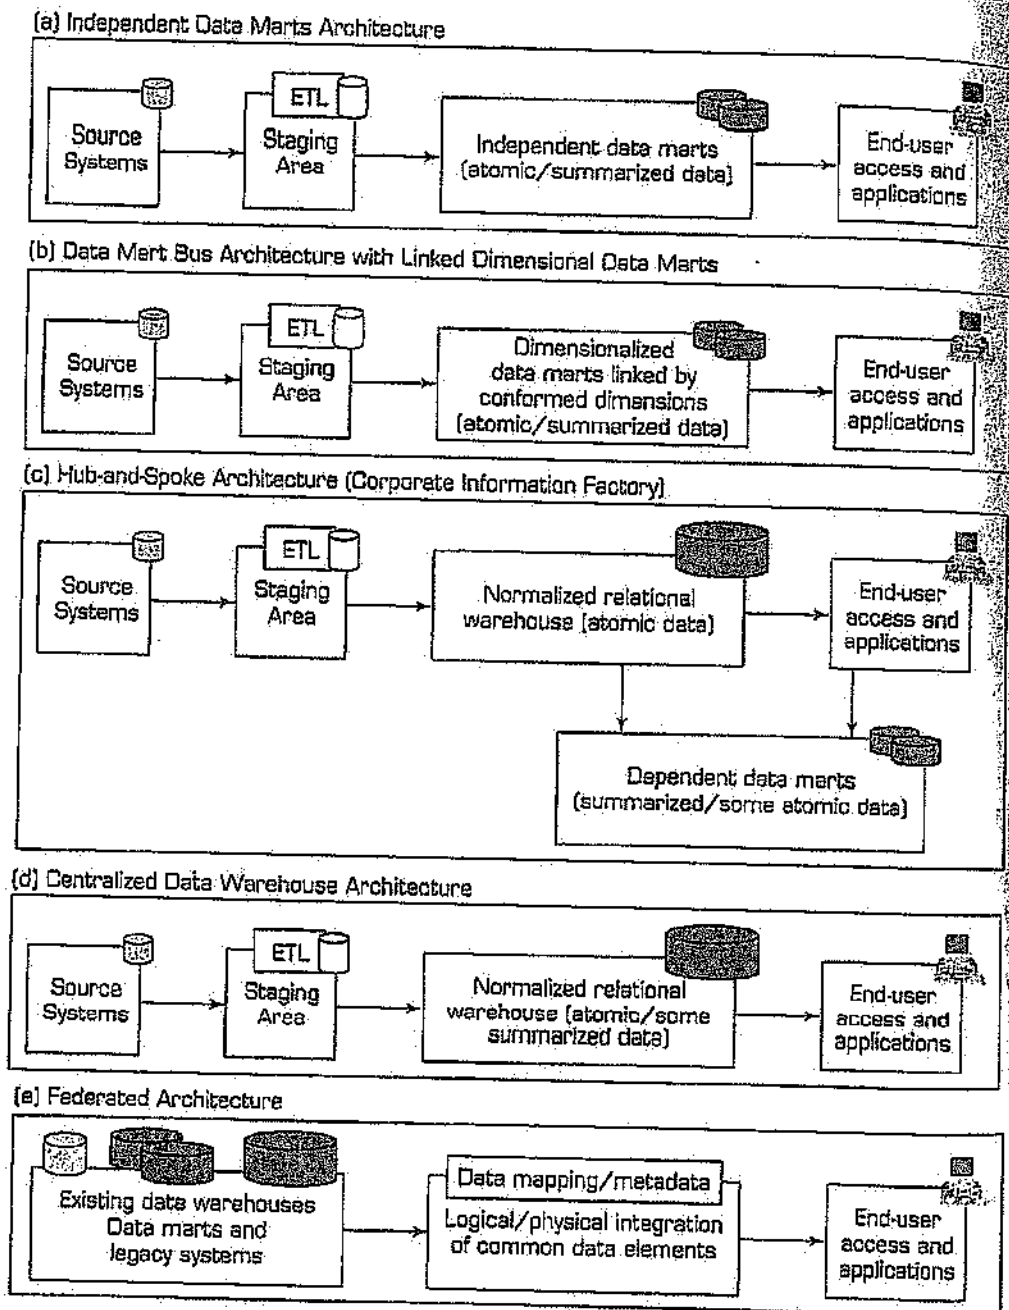 (a) Independent Data Marts Architecture
ETL
Source
Systems
Staging
Area
Independent data marts
(atomic/summarized data)
End-user
access and
applications
(b) Data Mart Bus Architecture with Linked Dimensional Data Marts
ETL
Source
Systems
Staging
Area
Dimensionalized
data marts linked by
conformed dimensions
(atomic/summarized data)
End-user
access and
applications
(c) Hub-and-Spoke Architecture (Corporate Information Factory)
ETL
Source
Systems
Staging
Area
Normalized relational
warehouse (atomic data)
End-user
access and
applications
Dependent data marts
(summarized/some atomic data)
(d) Centralized Data Warehouse Architecture
ETL
Source
Systems
Staging
Area
Normalized relational
warehouse (atomic/some
summarized data)
End-user
access and
applications
(e) Federated Architecture
Existing data warehouses
Data marts and
legacy systems
Data mapping/metadata
Logical/physical integration
of common data elements
End-user
access and
applications